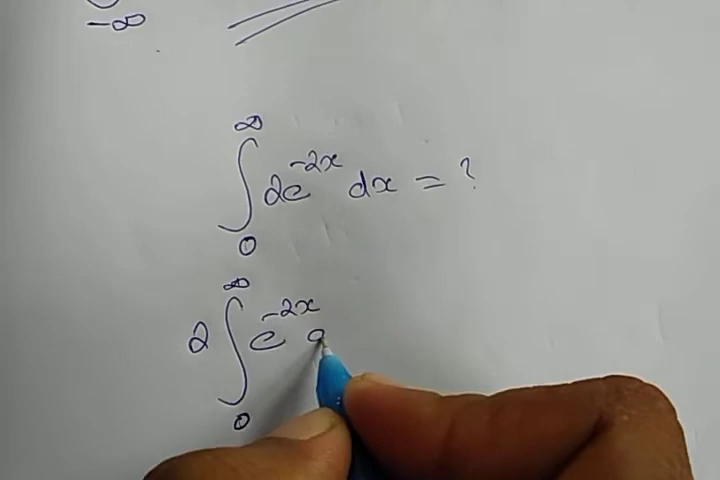 -∞
∫₀^∞ 2e^{-2x} dx = ?
2 ∫₀^∞ e^{-2x}